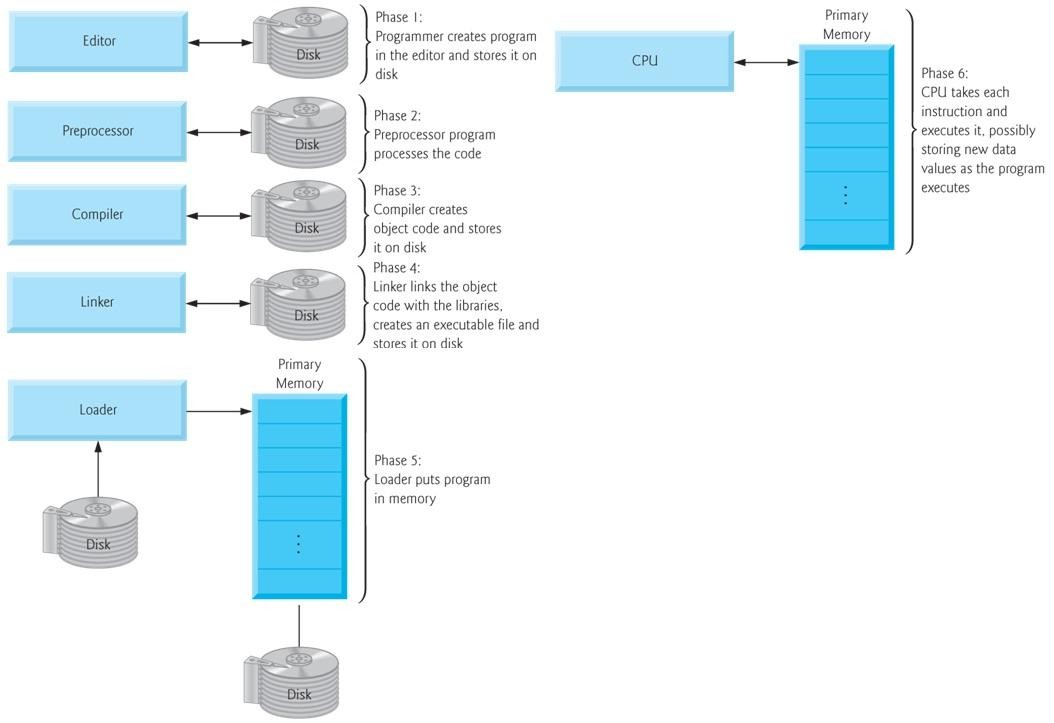 Editor
Disk
Phase 1:
Programmer creates program
in the editor and stores it on
disk
Preprocessor
Disk
Phase 2:
Preprocessor program
processes the code
Compiler
Disk
Phase 3:
Compiler creates
object code and stores
it on disk
Linker
Disk
Phase 4:
Linker links the object
code with the libraries,
creates an executable file and
stores it on disk
Loader
Disk
Primary
Memory
Phase 5:
Loader puts program
in memory
Disk
CPU
Primary
Memory
Phase 6:
CPU takes each
instruction and
executes it, possibly
storing new data
values as the program
executes